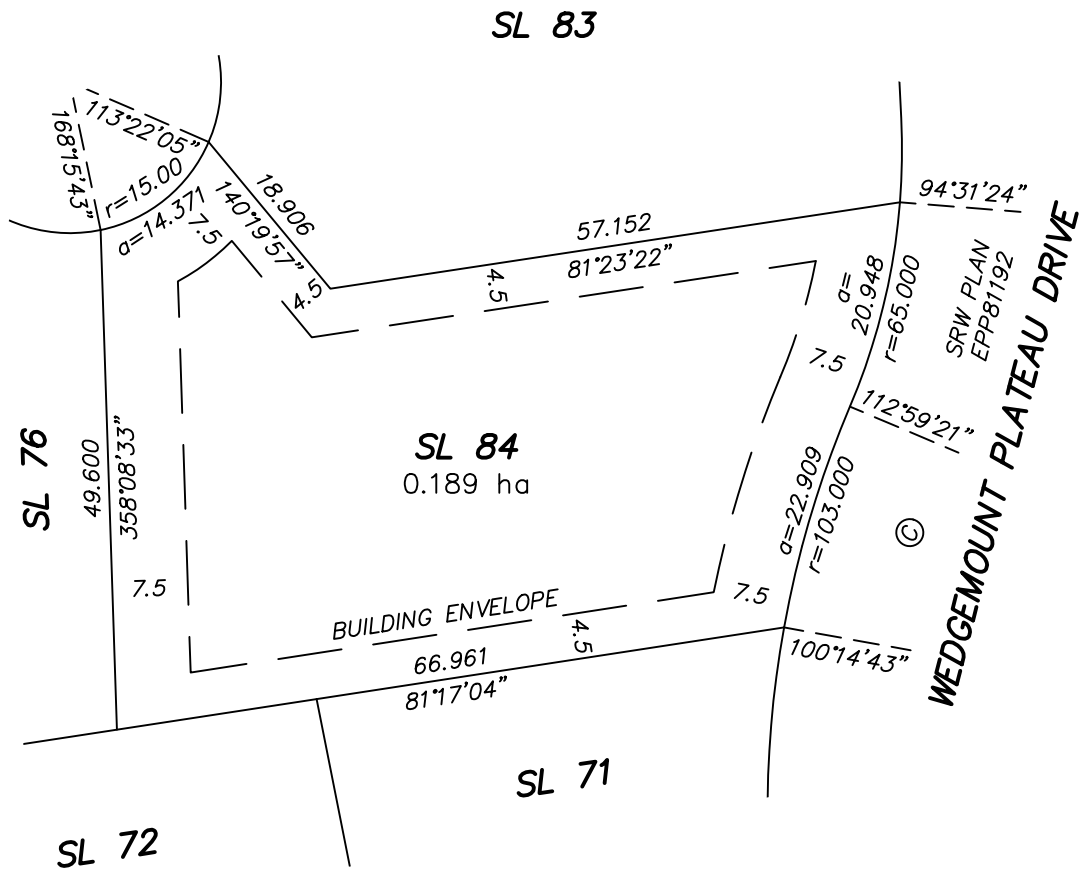 SL 83
113°22'05"
168°15'43"
r=15.00
a=14.371
7.5
18.906
140°19'57"
4.5
57.152
81°23'22"
4.5
94°31'24"
a=
20.948
r=65.000
SRW PLAN
EPP81192
WEDGEMOUNT PLATEAU DRIVE
7.5
112°59'21"
SL 76
49.600
358°08'33"
SL 84
0.189 ha
a=22.909
r=103.000
C
7.5
7.5
BUILDING ENVELOPE
4.5
66.961
81°17'04"
100°14'43"
SL 71
SL 72